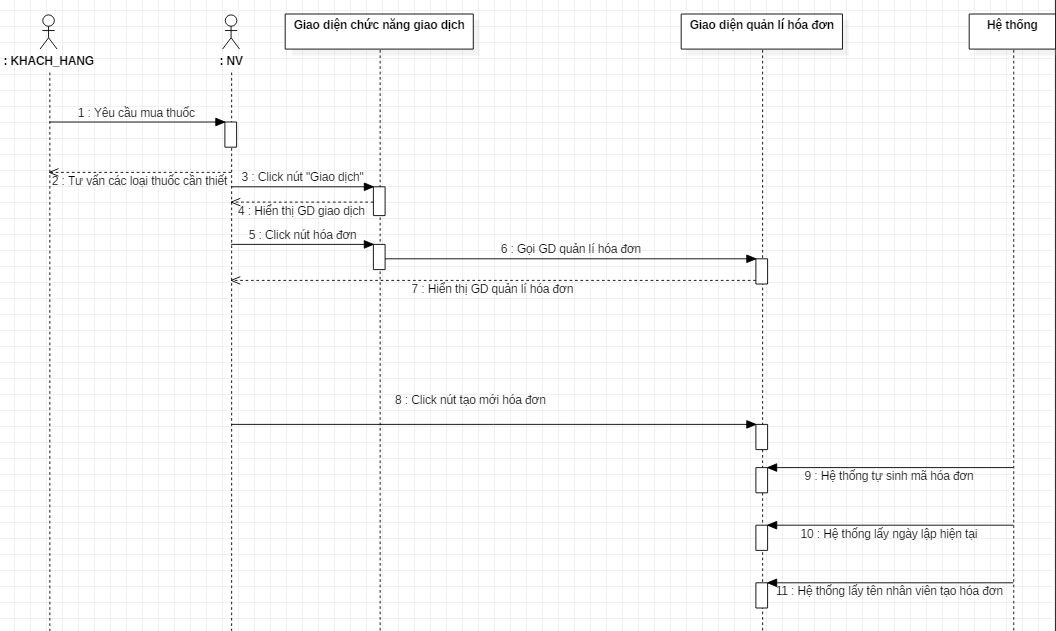 Giao diện chức năng giao dịch
Giao diện quản lí hóa đơn
Hệ thống
: KHACH_HANG
: NV
1 : Yêu cầu mua thuốc
2 : Tư vấn các loại thuốc cần thiết
3 : Click nút "Giao dịch"
4 : Hiển thị GD giao dịch
5 : Click nút hóa đơn
6 : Gọi GD quản lí hóa đơn
7 : Hiển thị GD quản lí hóa đơn
8 : Click nút tạo mới hóa đơn
9 : Hệ thống tự sinh mã hóa đơn
10 : Hệ thống lấy ngày lập hiện tại
11 : Hệ thống lấy tên nhân viên tạo hóa đơn